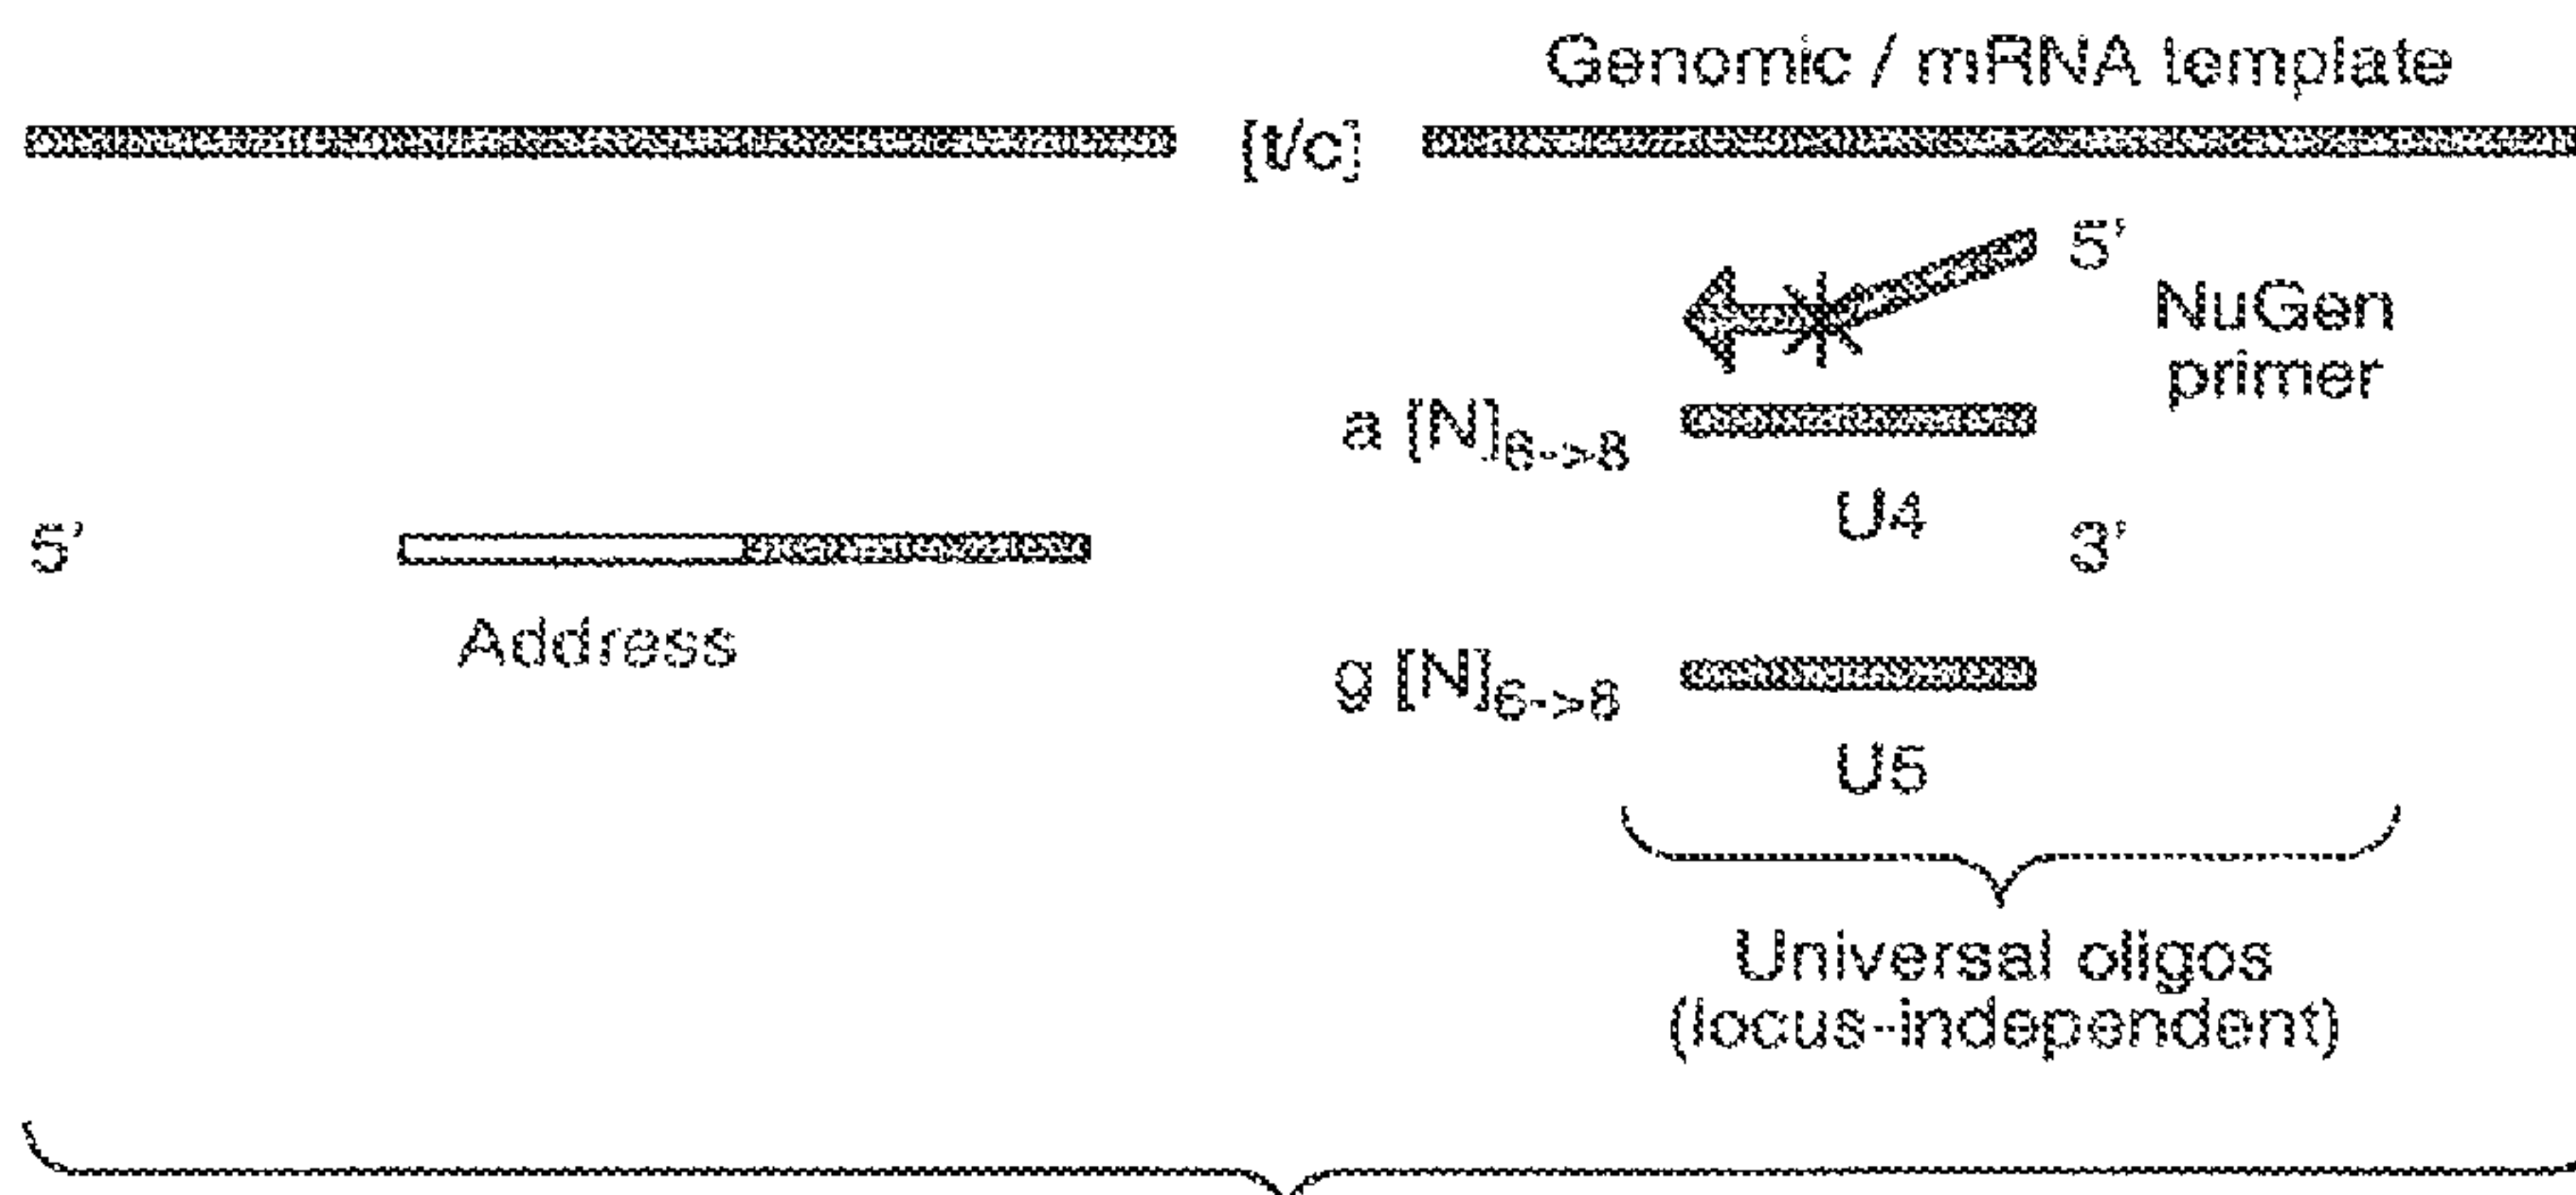 Genomic / mRNA template
[t/c]
5'
NuGen
primer
a [N]6->8
U4
5'
3'
Address
g [N]6->8
U5
Universal oligos
(locus-independent)